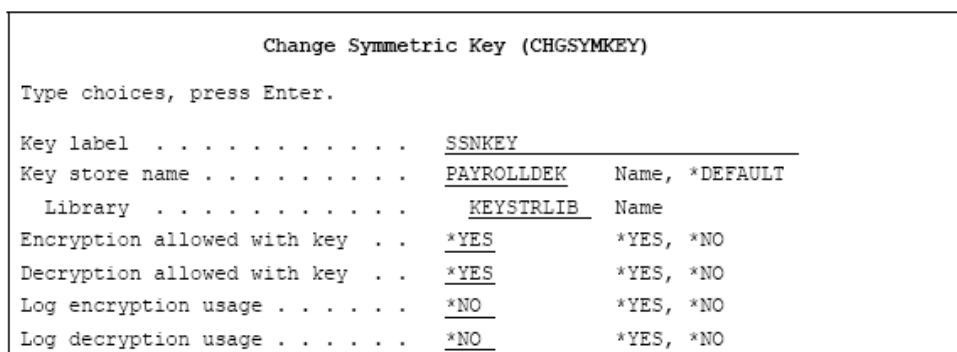 Change Symmetric Key (CHGSYMKEY)
Type choices, press Enter.
Key label . . . . . . . . . . . SSNKEY
Key store name . . . . . . . . . PAYROLLDEK Name, *DEFAULT
Library . . . . . . . . . . . KEYSTRLIB Name
Encryption allowed with key . . *YES *YES, *NO
Decryption allowed with key . . *YES *YES, *NO
Log encryption usage . . . . . . *NO *YES, *NO
Log decryption usage . . . . . . *NO *YES, *NO